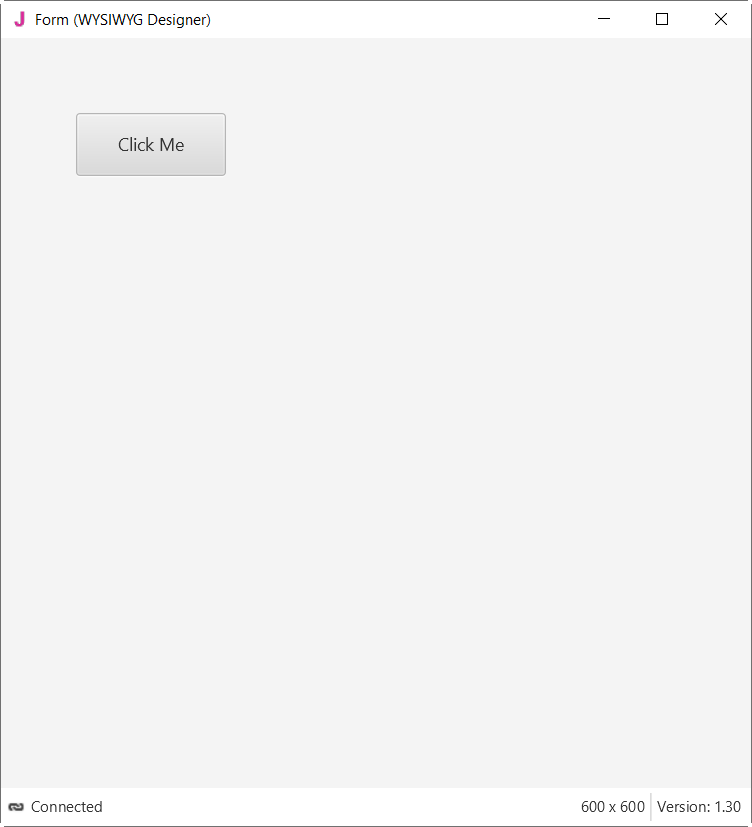 J Form (WYSIWYG Designer)
Click Me
Connected
600 x 600
Version: 1.30